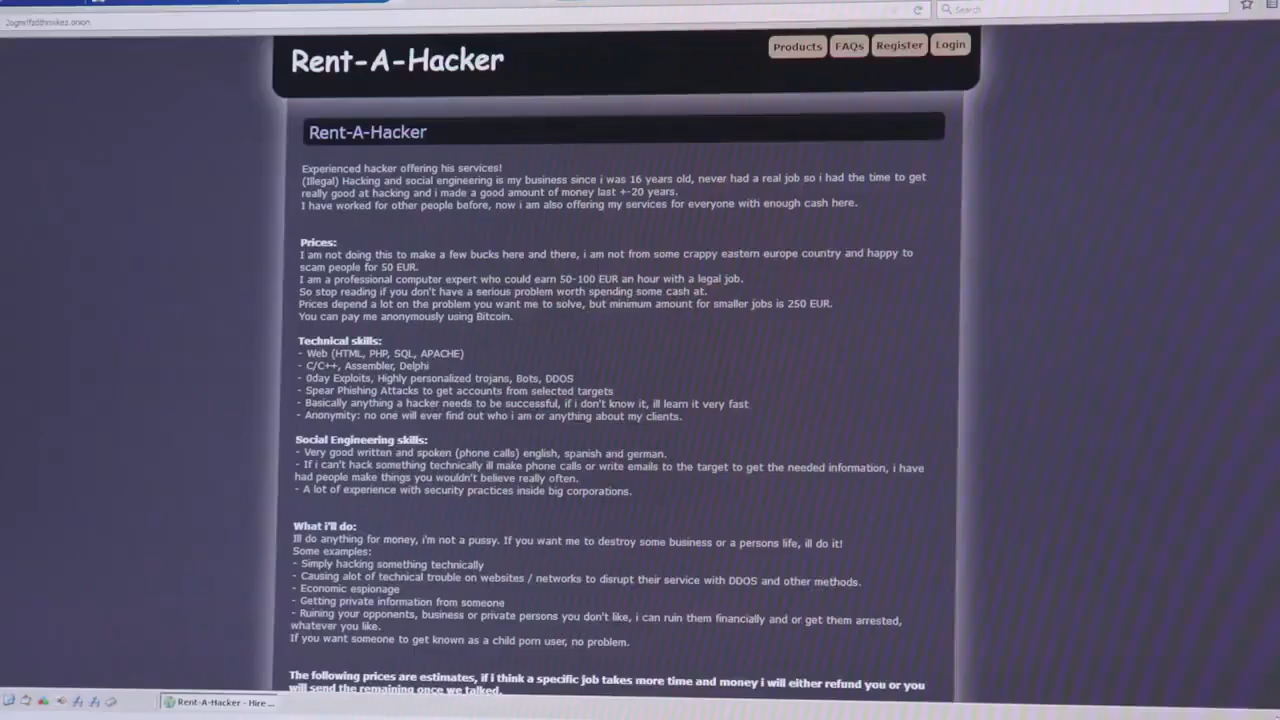 Search
Rent-A-Hacker
Products FAQs Register Login
Rent-A-Hacker
Experienced hacker offering his services!
(Illegal) Hacking and social engineering is my business since i was 16 years old, never had a real job so i had the time to get
really good at hacking and i made a good amount of money last +-20 years.
I have worked for other people before, now i am also offering my services for everyone with enough cash here.
Prices:
I am not doing this to make a few bucks here and there, i am not from some crappy eastern europe country and happy to
scam people for 50 EUR.
I am a professional computer expert who could earn 50-100 EUR an hour with a legal job.
So stop reading if you don't have a serious problem worth spending some cash at.
Prices depend a lot on the problem you want me to solve, but minimum amount for smaller jobs is 250 EUR.
You can pay me anonymously using Bitcoin.
Technical skills:
- Web (HTML, PHP, SQL, APACHE)
- C/C++, Assembler, Delphi
- 0day Exploits, Highly personalized trojans, Bots, DDOS
- Spear Phishing Attacks to get accounts from selected targets
- Basically anything a hacker needs to be successful, if i don't know it, ill learn it very fast
- Anonymity: no one will ever find out who i am or anything about my clients.
Social Engineering skills:
- Very good written and spoken (phone calls) english, spanish and german.
- If i can't hack something technically ill make phone calls or write emails to the target to get the needed information, i have
had people make things you wouldn't believe really often.
- A lot of experience with security practices inside big corporations.
What i'll do:
Ill do anything for money, i'm not a pussy. If you want me to destroy some business or a persons life, ill do it!
Some examples:
- Simply hacking something technically
- Causing alot of technical trouble on websites / networks to disrupt their service with DDOS and other methods.
- Economic espionage
- Getting private information from someone
- Ruining your opponents, business or private persons you don't like, i can ruin them financially and or get them arrested,
whatever you like.
If you want someone to get known as a child porn user, no problem.
The following prices are estimates, if i think a specific job takes more time and money i will either refund you or you
will send the remaining once we talked.
Rent-A-Hacker - Hire ...